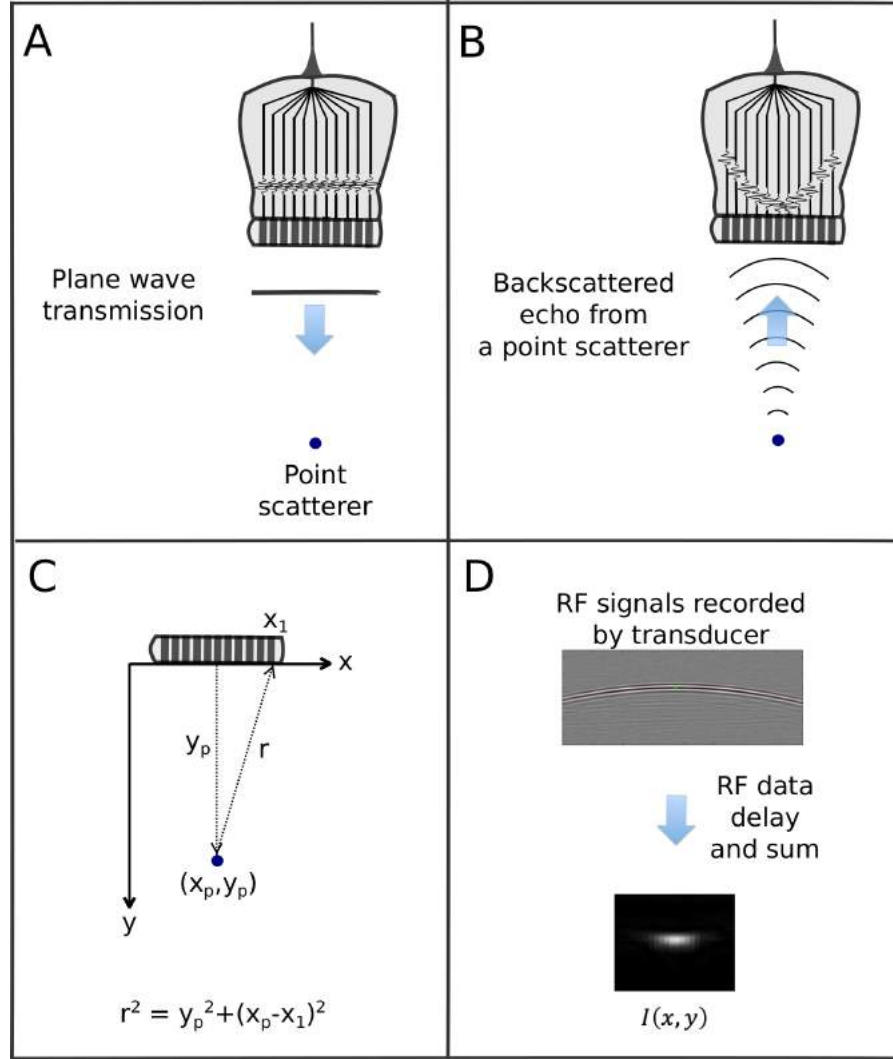 A
Plane wave
transmission
Point
scatterer
B
Backscattered
echo from
a point scatterer
C
x₁
x
yₚ
r
(xₚ,yₚ)
y
r² = yₚ²+(xₚ-x₁)²
D
RF signals recorded
by transducer
RF data
delay
and sum
I(x, y)